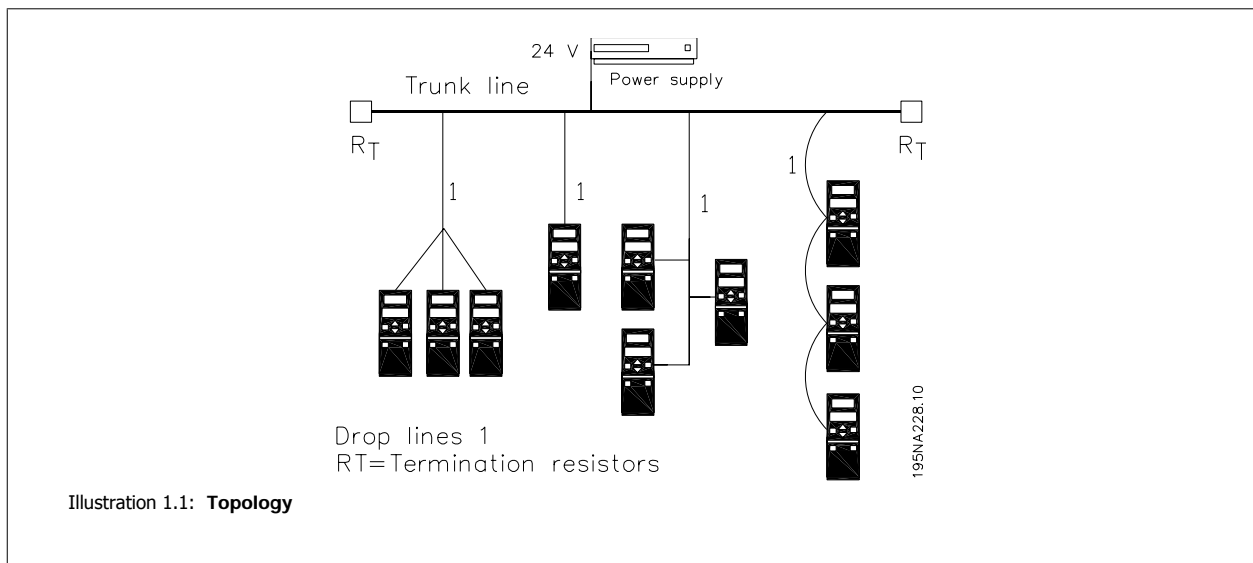 24 V
Power supply
Trunk line
RT
RT
1
1
1
1
Drop lines 1
RT=Termination resistors
195NA228.10
Illustration 1.1: Topology